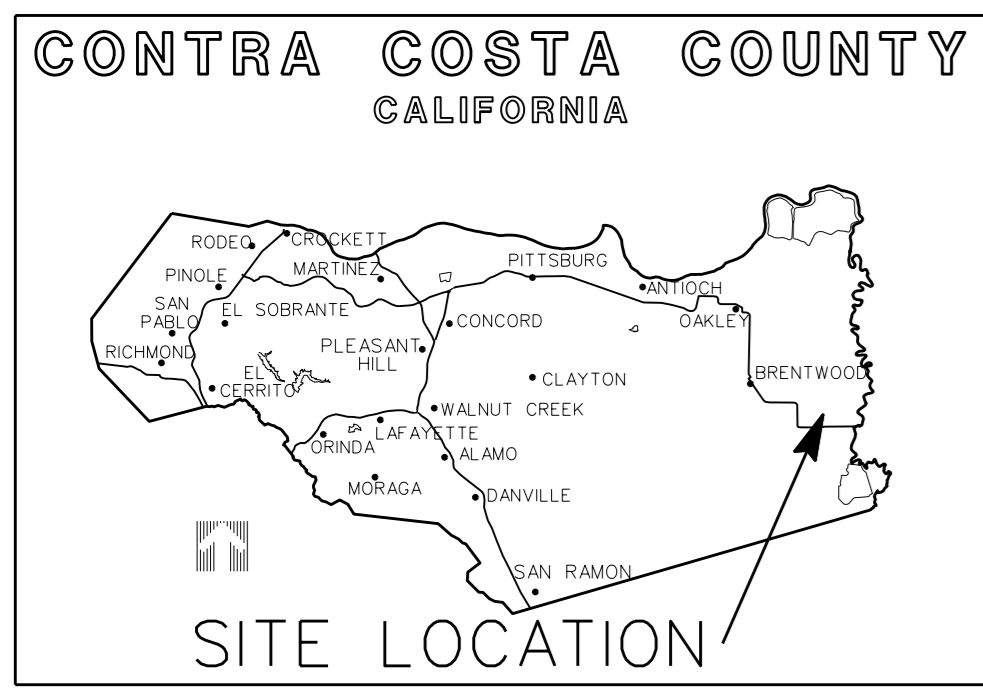 CONTRA COSTA COUNTY
CALIFORNIA
RODEO
CROCKETT
MARTINEZ
PITTSBURG
PINOLE
ANTIOCH
SAN
PABLO
EL SOBRANTE
CONCORD
OAKLEY
RICHMOND
PLEASANT
HILL
EL
CERRITO
CLAYTON
BRENTWOOD
WALNUT CREEK
LAFAYETTE
ORINDA
ALAMO
MORAGA
DANVILLE
SAN RAMON
SITE LOCATION